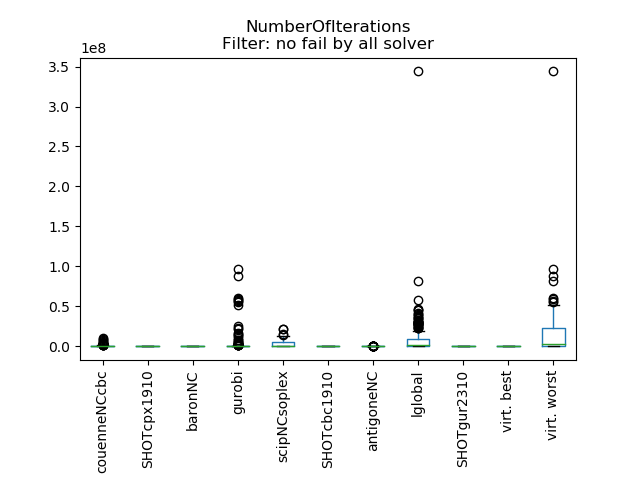 NumberOfIterations
Filter: no fail by all solver
1e8
3.5
3.0
2.5
2.0
1.5
1.0
0.5
0.0
couenneNCcbc
SHOTcpx1910
baronNC
gurobi
scipNCsoplex
SHOTcbc1910
antigoneNC
lglobal
SHOTgur2310
virt. best
virt. worst